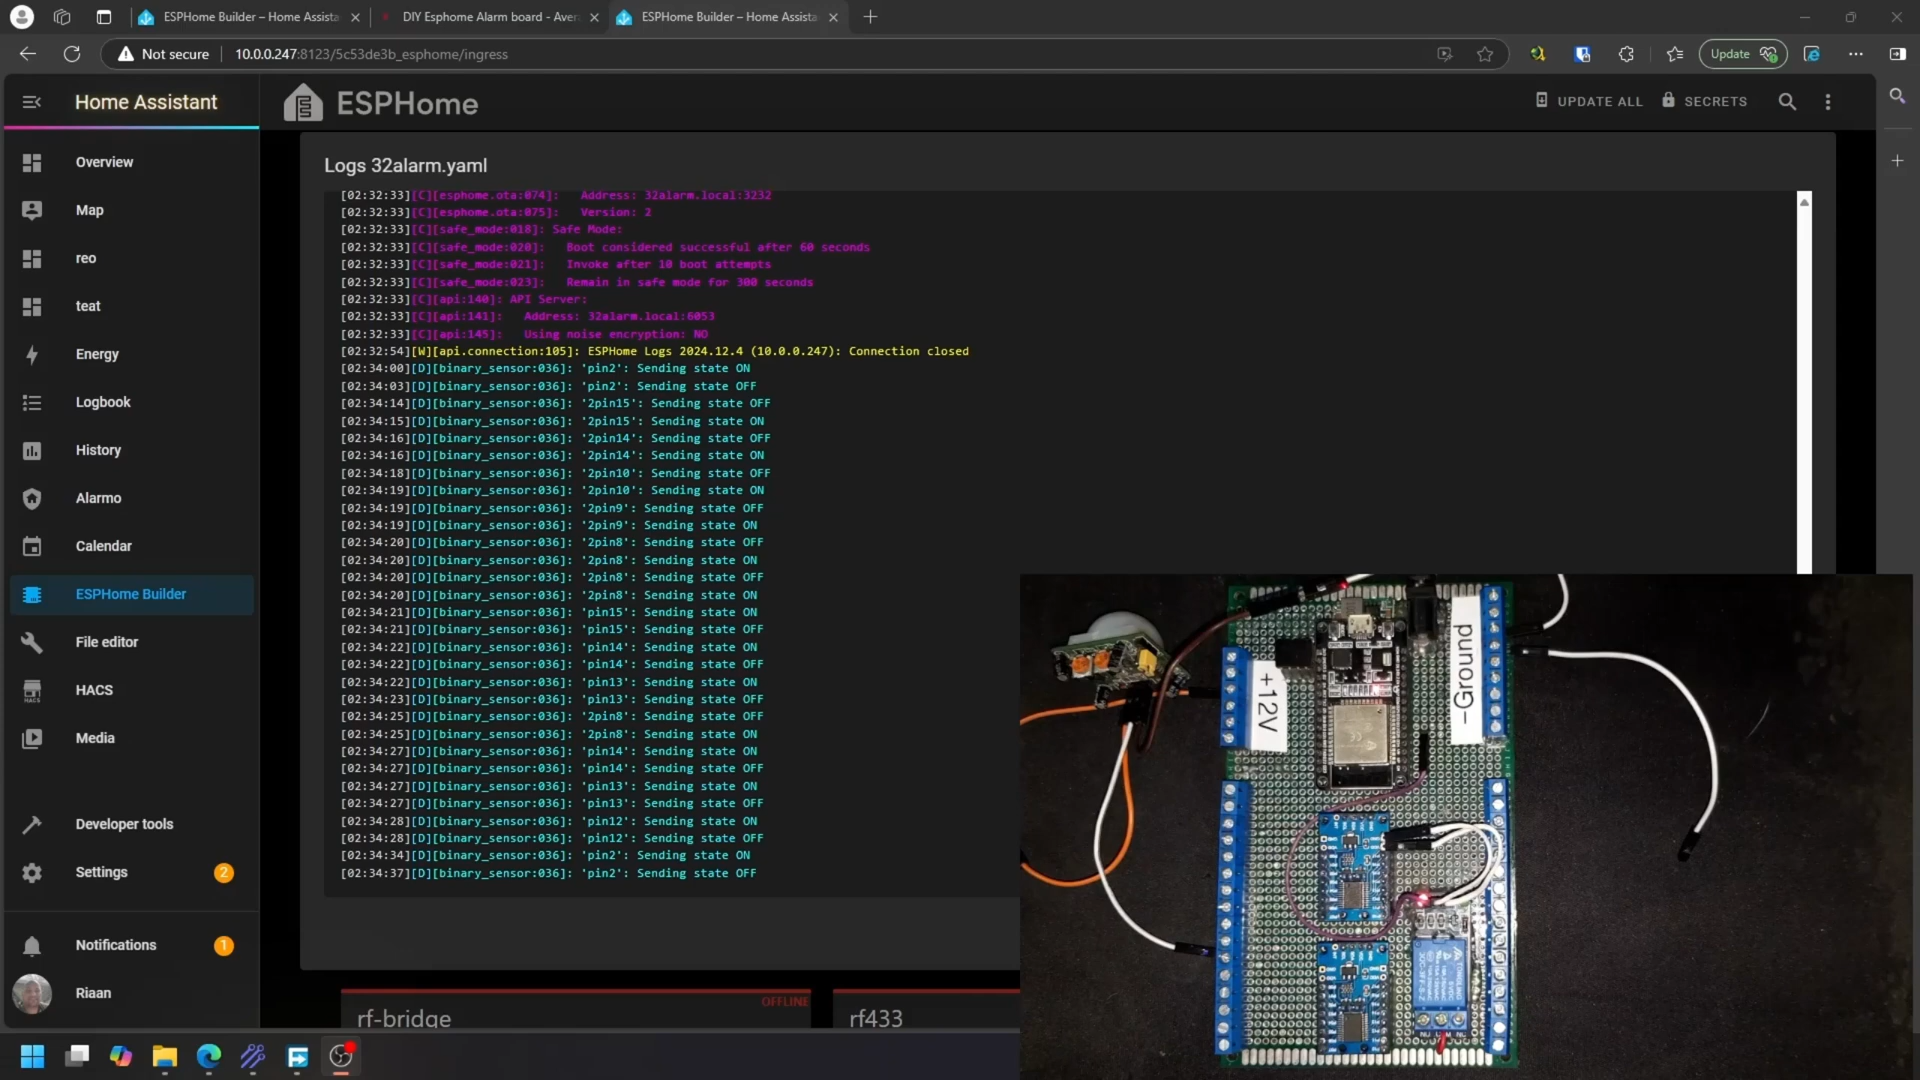 ESPHome Builder – Home Assista
DIY Esphome Alarm board - Aver
ESPHome Builder – Home Assista
Not secure
10.0.0.247:8123/5c53de3b_esphome/ingress
Update
Home Assistant
ESPHome
UPDATE ALL
SECRETS
Overview
Map
reo
teat
Energy
Logbook
History
Alarmo
Calendar
ESPHome Builder
File editor
HACS
Media
Developer tools
Settings
2
Notifications
1
Riaan
Logs 32alarm.yaml
[02:32:33][C][esphome.ota:074]:   Address: 32alarm.local:3232
[02:32:33][C][esphome.ota:075]:   Version: 2
[02:32:33][C][safe_mode:018]: Safe Mode:
[02:32:33][C][safe_mode:020]:   Boot considered successful after 60 seconds
[02:32:33][C][safe_mode:021]:   Invoke after 10 boot attempts
[02:32:33][C][safe_mode:023]:   Remain in safe mode for 300 seconds
[02:32:33][C][api:140]: API Server:
[02:32:33][C][api:141]:   Address: 32alarm.local:6053
[02:32:33][C][api:145]:   Using noise encryption: NO
[02:32:54][W][api.connection:105]: ESPHome Logs 2024.12.4 (10.0.0.247): Connection closed
[02:34:00][D][binary_sensor:036]: 'pin2': Sending state ON
[02:34:03][D][binary_sensor:036]: 'pin2': Sending state OFF
[02:34:14][D][binary_sensor:036]: '2pin15': Sending state OFF
[02:34:15][D][binary_sensor:036]: '2pin15': Sending state ON
[02:34:16][D][binary_sensor:036]: '2pin14': Sending state OFF
[02:34:16][D][binary_sensor:036]: '2pin14': Sending state ON
[02:34:18][D][binary_sensor:036]: '2pin10': Sending state OFF
[02:34:19][D][binary_sensor:036]: '2pin10': Sending state ON
[02:34:19][D][binary_sensor:036]: '2pin9': Sending state OFF
[02:34:19][D][binary_sensor:036]: '2pin9': Sending state ON
[02:34:20][D][binary_sensor:036]: '2pin8': Sending state OFF
[02:34:20][D][binary_sensor:036]: '2pin8': Sending state ON
[02:34:20][D][binary_sensor:036]: '2pin8': Sending state OFF
[02:34:20][D][binary_sensor:036]: '2pin8': Sending state ON
[02:34:21][D][binary_sensor:036]: 'pin15': Sending state ON
[02:34:21][D][binary_sensor:036]: 'pin15': Sending state OFF
[02:34:22][D][binary_sensor:036]: 'pin14': Sending state ON
[02:34:22][D][binary_sensor:036]: 'pin14': Sending state OFF
[02:34:22][D][binary_sensor:036]: 'pin13': Sending state ON
[02:34:23][D][binary_sensor:036]: 'pin13': Sending state OFF
[02:34:25][D][binary_sensor:036]: '2pin8': Sending state OFF
[02:34:25][D][binary_sensor:036]: '2pin8': Sending state ON
[02:34:27][D][binary_sensor:036]: 'pin14': Sending state ON
[02:34:27][D][binary_sensor:036]: 'pin14': Sending state OFF
[02:34:27][D][binary_sensor:036]: 'pin13': Sending state ON
[02:34:27][D][binary_sensor:036]: 'pin13': Sending state OFF
[02:34:28][D][binary_sensor:036]: 'pin12': Sending state ON
[02:34:28][D][binary_sensor:036]: 'pin12': Sending state OFF
[02:34:34][D][binary_sensor:036]: 'pin2': Sending state ON
[02:34:37][D][binary_sensor:036]: 'pin2': Sending state OFF
OFFLINE
rf-bridge
rf433
+12V
-Ground